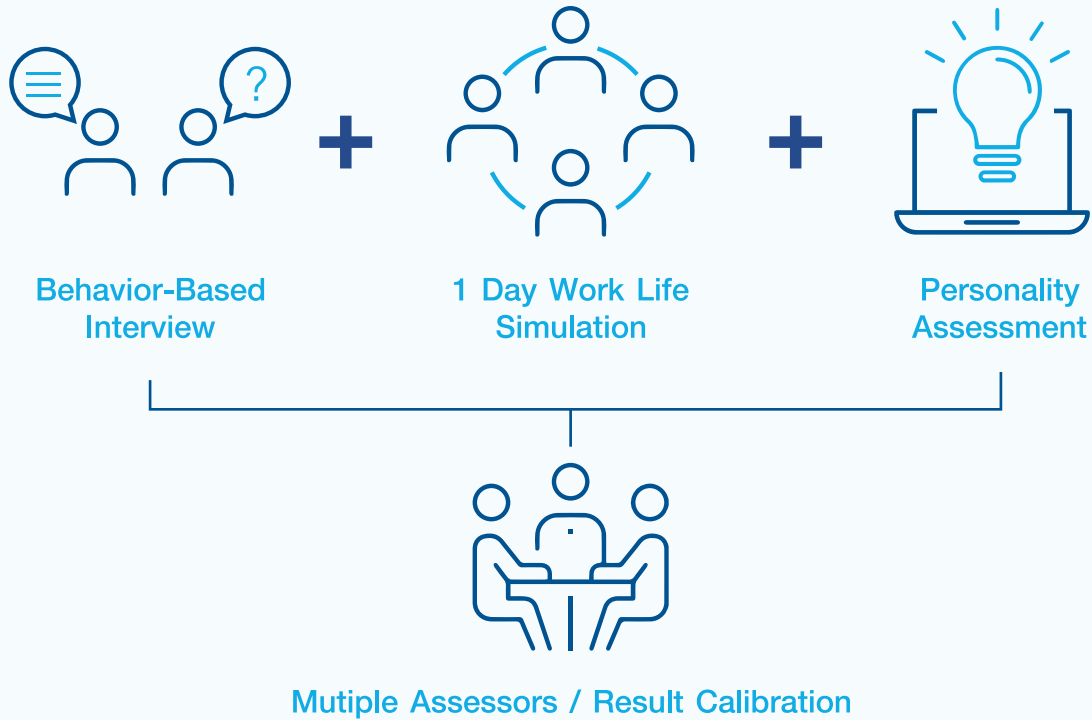 ?
Behavior-Based
Interview
1 Day Work Life
Simulation
Personality
Assessment
Mutiple Assessors / Result Calibration